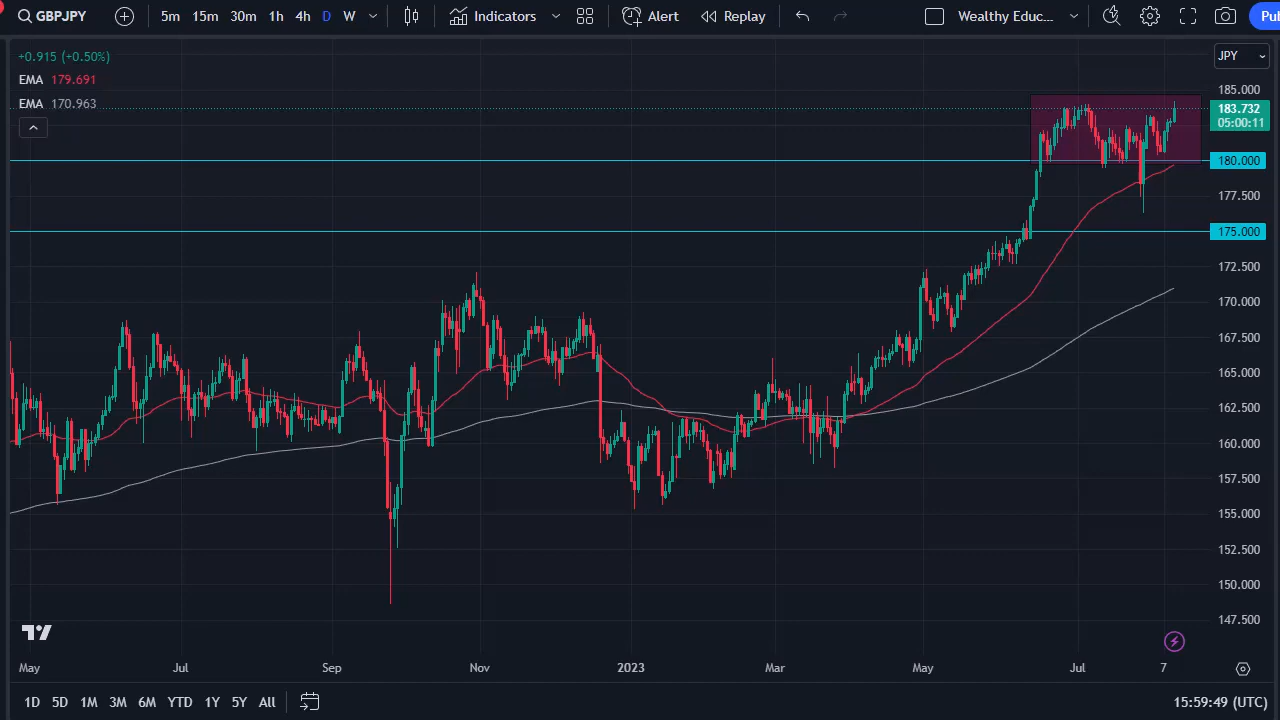 GBPJPY 5m 15m 30m 1h 4h D W Indicators Alert Replay Wealthy Educ... Pu
+0.915 (+0.50%) JPY
EMA 179.691
185.000
EMA 170.963
183.732
05:00:11
180.000
177.500
175.000
172.500
170.000
167.500
165.000
162.500
160.000
157.500
155.000
152.500
150.000
147.500
May Jul Sep Nov 2023 Mar May Jul 7
1D 5D 1M 3M 6M YTD 1Y 5Y All 15:59:49 (UTC)